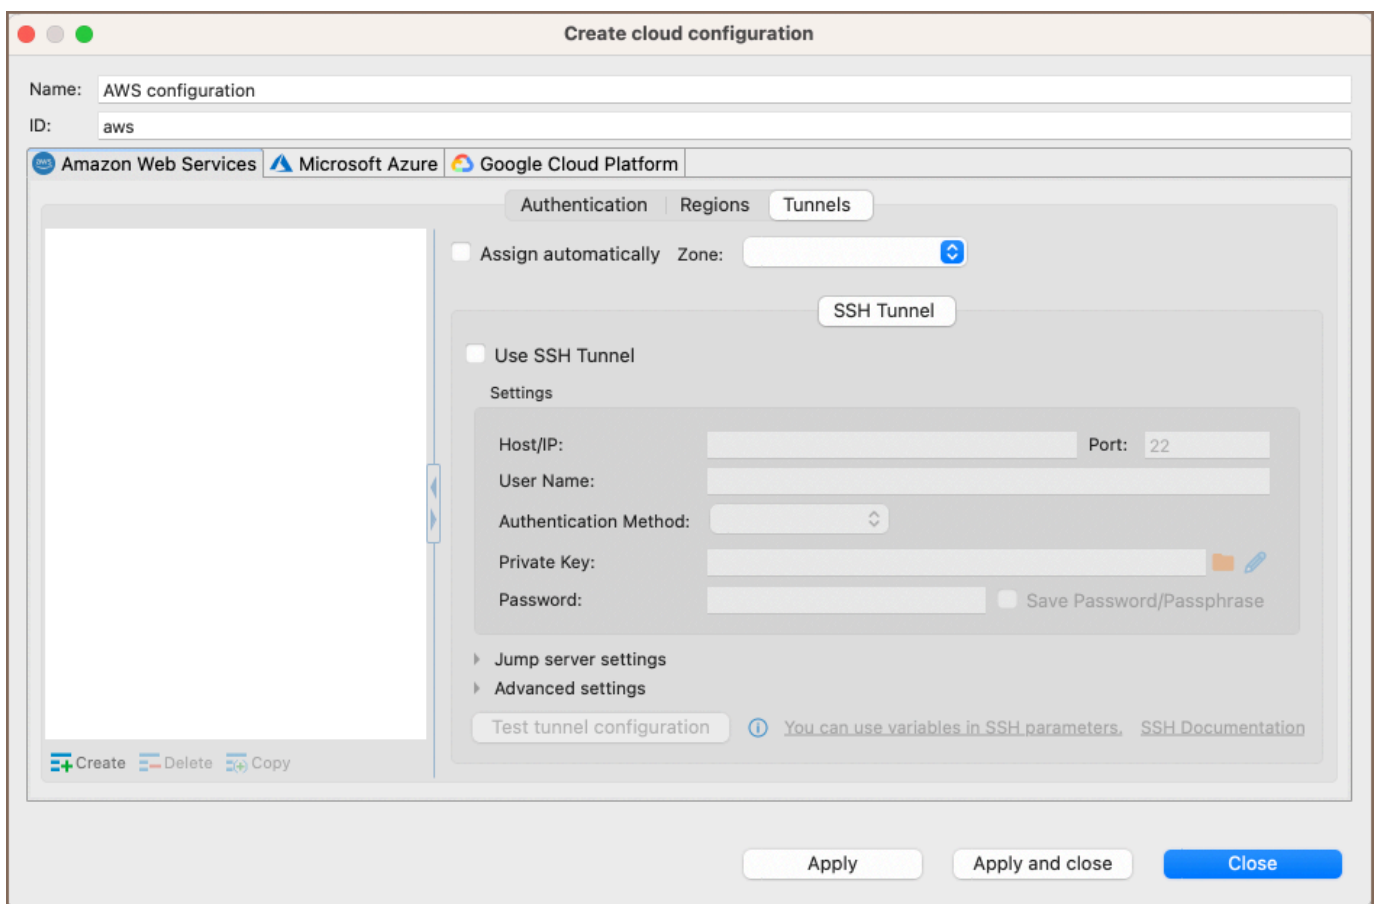 Create cloud configuration
Name: AWS configuration
ID: aws
aws Amazon Web Services Microsoft Azure Google Cloud Platform
Authentication Regions Tunnels
Assign automatically Zone:
SSH Tunnel
Use SSH Tunnel
Settings
Host/IP: Port: 22
User Name:
Authentication Method:
Private Key:
Password: Save Password/Passphrase
Jump server settings
Advanced settings
Test tunnel configuration You can use variables in SSH parameters. SSH Documentation
Create Delete Copy
Apply Apply and close Close